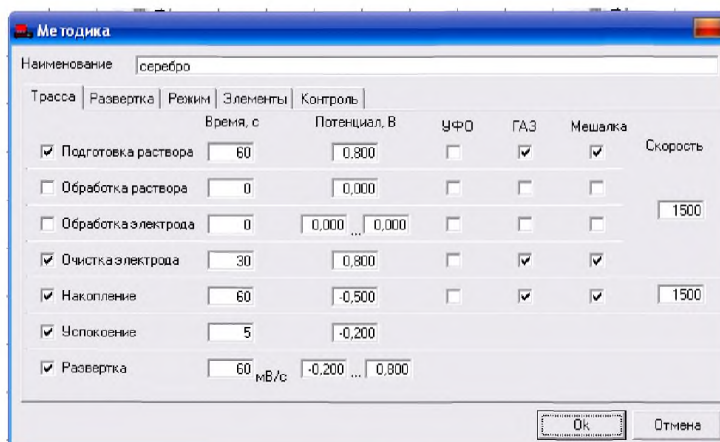 Методика
Наименование серебро
Трасса Развертка Режим Элементы Контроль
Время, с Потенциал, В УФО ГАЗ Мешалка Скорость
Подготовка раствора 60 0,800
Обработка раствора 0 0,000
1500
Обработка электрода 0 0,000 ... 0,000
Очистка электрода 30 0,800
Накопление 60 -0,500 1500
Успокоение 5 -0,200
Развертка 60 мВ/с -0,200 ... 0,800
Ok Отмена